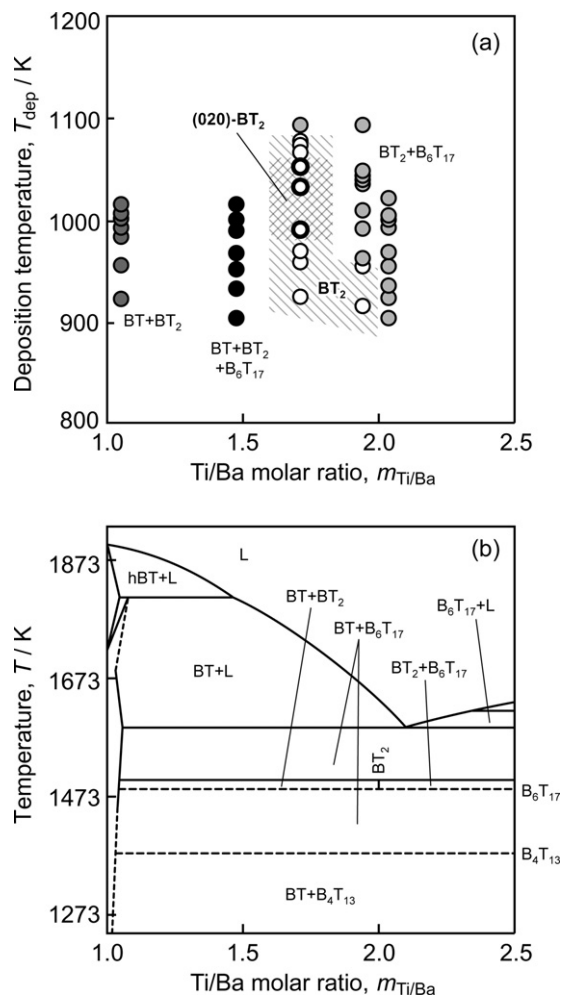 (a)
1200
1100
1000
900
800
Deposition temperature, T_dep / K
(020)-BT₂
BT₂+B₆T₁₇
BT₂
BT+BT₂
BT+BT₂
+B₆T₁₇
1.0 1.5 2.0 2.5
Ti/Ba molar ratio, m_Ti/Ba
(b)
L
1873
1673
1473
1273
Temperature, T / K
hBT+L
BT+BT₂
BT+B₆T₁₇
B₆T₁₇+L
BT₂+B₆T₁₇
BT+L
BT₂
B₆T₁₇
B₄T₁₃
BT+B₄T₁₃
1.0 1.5 2.0 2.5
Ti/Ba molar ratio, m_Ti/Ba